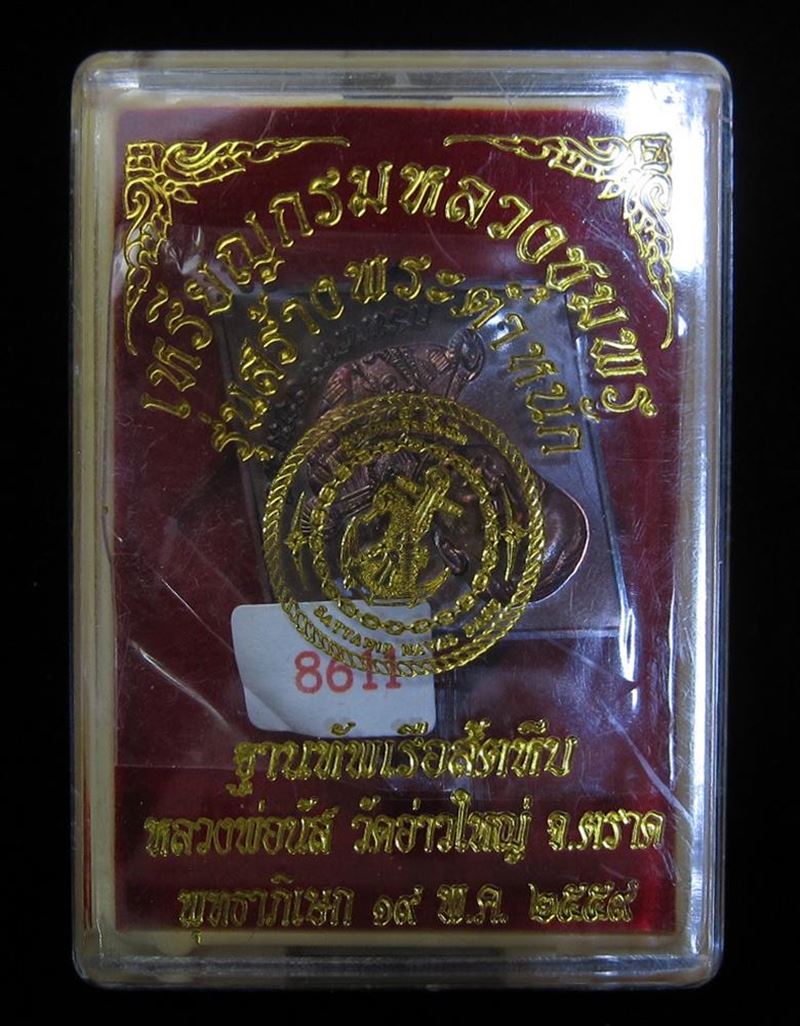 เหรียญกรมหลวงชุมพร
รุ่นสร้างพระตำหนัก
SATTAHIP NAVAL BASE
8611
ฐานทัพเรือสัตหีบ
หลวงพ่อนัส วัดอ่าวใหญ่ จ.ตราด
พุทธาภิเษก ๑๙ พ.ค. ๒๕๕๙